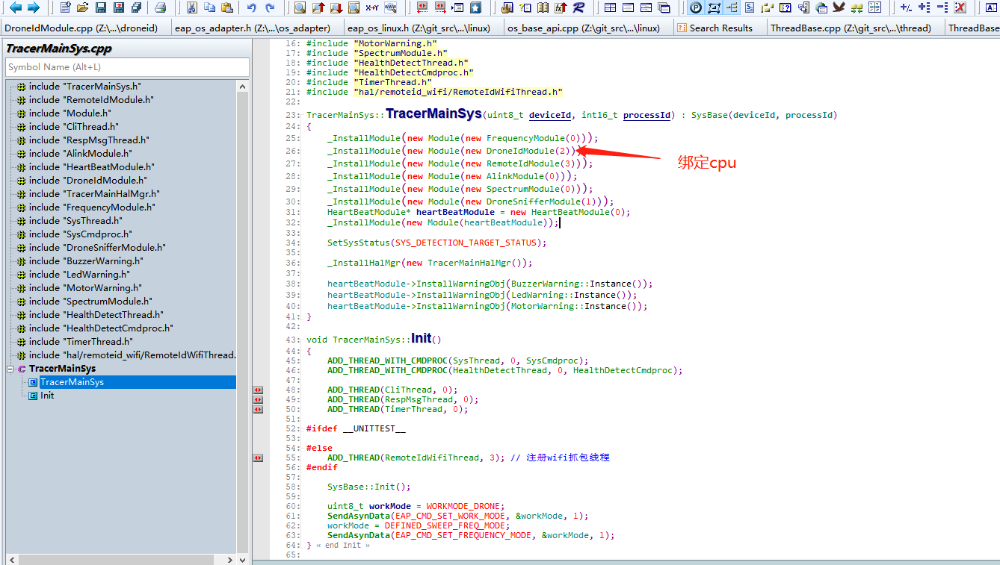 DroneIdModule.cpp (Z:\...\droneid)
eap_os_adapter.h (Z:\...\os_adapter)
eap_os_linux.h (Z:\git_src\...\linux)
os_base_api.cpp (Z:\git_src\...\linux)
Search Results
ThreadBase.cpp (Z:\git_src\...\thread)
ThreadBase
TracerMainSys.cpp
Symbol Name (Alt+L)
include "TracerMainSys.h"
include "RemoteIdModule.h"
include "Module.h"
include "CliThread.h"
include "RespMsgThread.h"
include "AlinkModule.h"
include "HeartBeatModule.h"
include "DroneIdModule.h"
include "TracerMainHalMgr.h"
include "FrequencyModule.h"
include "SysThread.h"
include "SysCmdproc.h"
include "DroneSnifferModule.h"
include "BuzzerWarning.h"
include "LedWarning.h"
include "MotorWarning.h"
include "SpectrumModule.h"
include "HealthDetectThread.h"
include "HealthDetectCmdproc.h"
include "TimerThread.h"
include "hal/remoteid_wifi/RemoteIdWifiThread.
TracerMainSys
TracerMainSys
Init
16: #include "MotorWarning.h"
17: #include "SpectrumModule.h"
18: #include "HealthDetectThread.h"
19: #include "HealthDetectCmdproc.h"
20: #include "TimerThread.h"
21: #include "hal/remoteid_wifi/RemoteIdWifiThread.h"
22:
23: TracerMainSys::TracerMainSys(uint8_t deviceId, int16_t processId) : SysBase(deviceId, processId)
24: {
25: _InstallModule(new Module(new FrequencyModule(0)));
26: _InstallModule(new Module(new DroneIdModule(2))
27: _InstallModule(new Module(new RemoteIdModule(3)));
28: _InstallModule(new Module(new AlinkModule(0)));
29: _InstallModule(new Module(new SpectrumModule(0)));
30: _InstallModule(new Module(new DroneSnifferModule(1)));
31: HeartBeatModule* heartBeatModule = new HeartBeatModule(0);
32: _InstallModule(new Module(heartBeatModule));
33:
34: SetSysStatus(SYS_DETECTION_TARGET_STATUS);
35:
36: _InstallHalMgr(new TracerMainHalMgr());
37:
38: heartBeatModule->InstallWarningObj(BuzzerWarning::Instance());
39: heartBeatModule->InstallWarningObj(LedWarning::Instance());
40: heartBeatModule->InstallWarningObj(MotorWarning::Instance());
41: }
42:
43: void TracerMainSys::Init()
44: {
45: ADD_THREAD_WITH_CMDPROC(SysThread, 0, SysCmdproc);
46: ADD_THREAD_WITH_CMDPROC(HealthDetectThread, 0, HealthDetectCmdproc);
47:
48: ADD_THREAD(CliThread, 0);
49: ADD_THREAD(RespMsgThread, 0);
50: ADD_THREAD(TimerThread, 0);
51:
52: #ifdef __UNITTEST__
53:
54: #else
55: ADD_THREAD(RemoteIdWifiThread, 3); // 注册wifi抓包线程
56: #endif
57:
58: SysBase::Init();
59:
60: uint8_t workMode = WORKMODE_DRONE;
61: SendAsynData(EAP_CMD_SET_WORK_MODE, &workMode, 1);
62: workMode = DEFINED_SWEEP_FREQ_MODE;
63: SendAsynData(EAP_CMD_SET_FREQUENCY_MODE, &workMode, 1);
64: } « end Init »
65:
绑定cpu